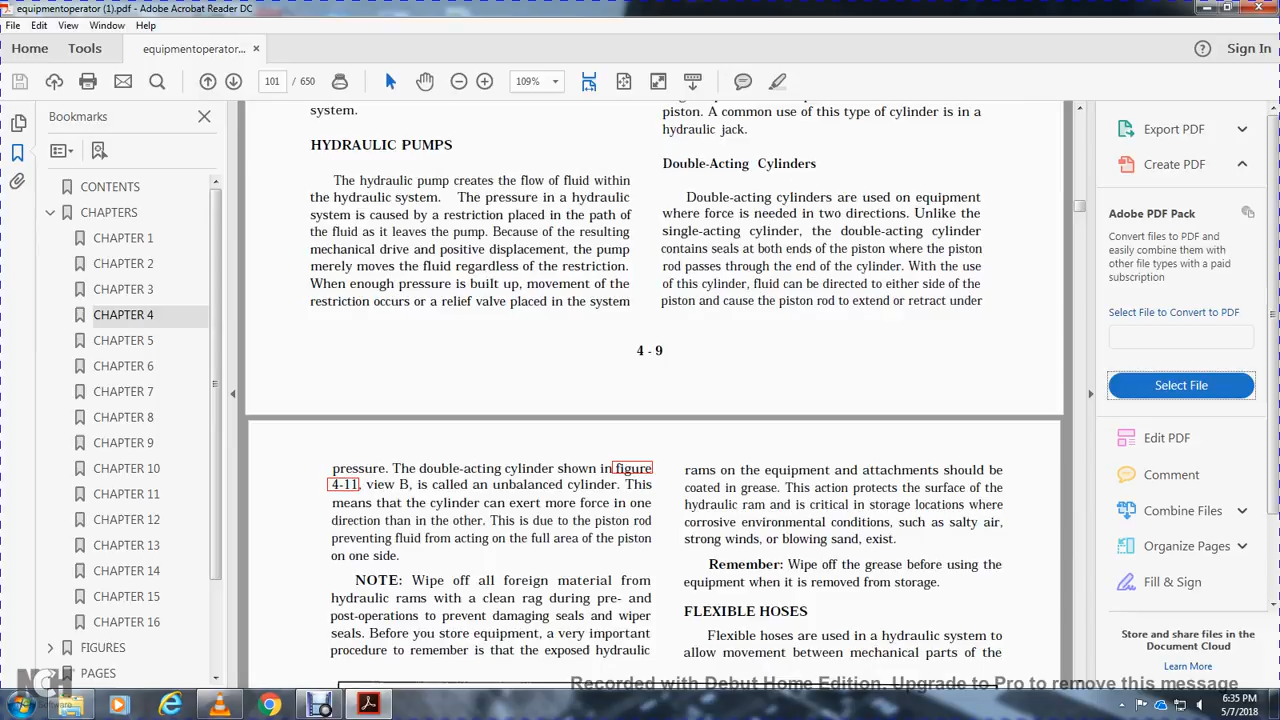 equipmentoperator (1).pdf - Adobe Acrobat Reader DC
File Edit View Window Help
Home Tools equipmentoperator... × Sign In
101 / 650 109%
Bookmarks
CONTENTS
CHAPTERS
CHAPTER 1
CHAPTER 2
CHAPTER 3
CHAPTER 4
CHAPTER 5
CHAPTER 6
CHAPTER 7
CHAPTER 8
CHAPTER 9
CHAPTER 10
CHAPTER 11
CHAPTER 12
CHAPTER 13
CHAPTER 14
CHAPTER 15
CHAPTER 16
FIGURES
PAGES
system.
HYDRAULIC PUMPS
The hydraulic pump creates the flow of fluid within
the hydraulic system. The pressure in a hydraulic
system is caused by a restriction placed in the path of
the fluid as it leaves the pump. Because of the resulting
mechanical drive and positive displacement, the pump
merely moves the fluid regardless of the restriction.
When enough pressure is built up, movement of the
restriction occurs or a relief valve placed in the system
piston. A common use of this type of cylinder is in a
hydraulic jack.
Double-Acting Cylinders
Double-acting cylinders are used on equipment
where force is needed in two directions. Unlike the
single-acting cylinder, the double-acting cylinder
contains seals at both ends of the piston where the piston
rod passes through the end of the cylinder. With the use
of this cylinder, fluid can be directed to either side of the
piston and cause the piston rod to extend or retract under
4 - 9
pressure. The double-acting cylinder shown in figure
4-11, view B, is called an unbalanced cylinder. This
means that the cylinder can exert more force in one
direction than in the other. This is due to the piston rod
preventing fluid from acting on the full area of the piston
on one side.
NOTE: Wipe off all foreign material from
hydraulic rams with a clean rag during pre- and
post-operations to prevent damaging seals and wiper
seals. Before you store equipment, a very important
procedure to remember is that the exposed hydraulic
rams on the equipment and attachments should be
coated in grease. This action protects the surface of the
hydraulic ram and is critical in storage locations where
corrosive environmental conditions, such as salty air,
strong winds, or blowing sand, exist.
Remember: Wipe off the grease before using the
equipment when it is removed from storage.
FLEXIBLE HOSES
Flexible hoses are used in a hydraulic system to
allow movement between mechanical parts of the
Export PDF
Create PDF
Adobe PDF Pack
Convert files to PDF and
easily combine them with
other file types with a paid
subscription
Select File to Convert to PDF
Select File
Edit PDF
Comment
Combine Files
Organize Pages
Fill & Sign
Store and share files in the
Document Cloud
Learn More
Recorded with Debut Home Edition. Upgrade to Pro to remove this message
NCH
Software
6:35 PM
5/7/2018